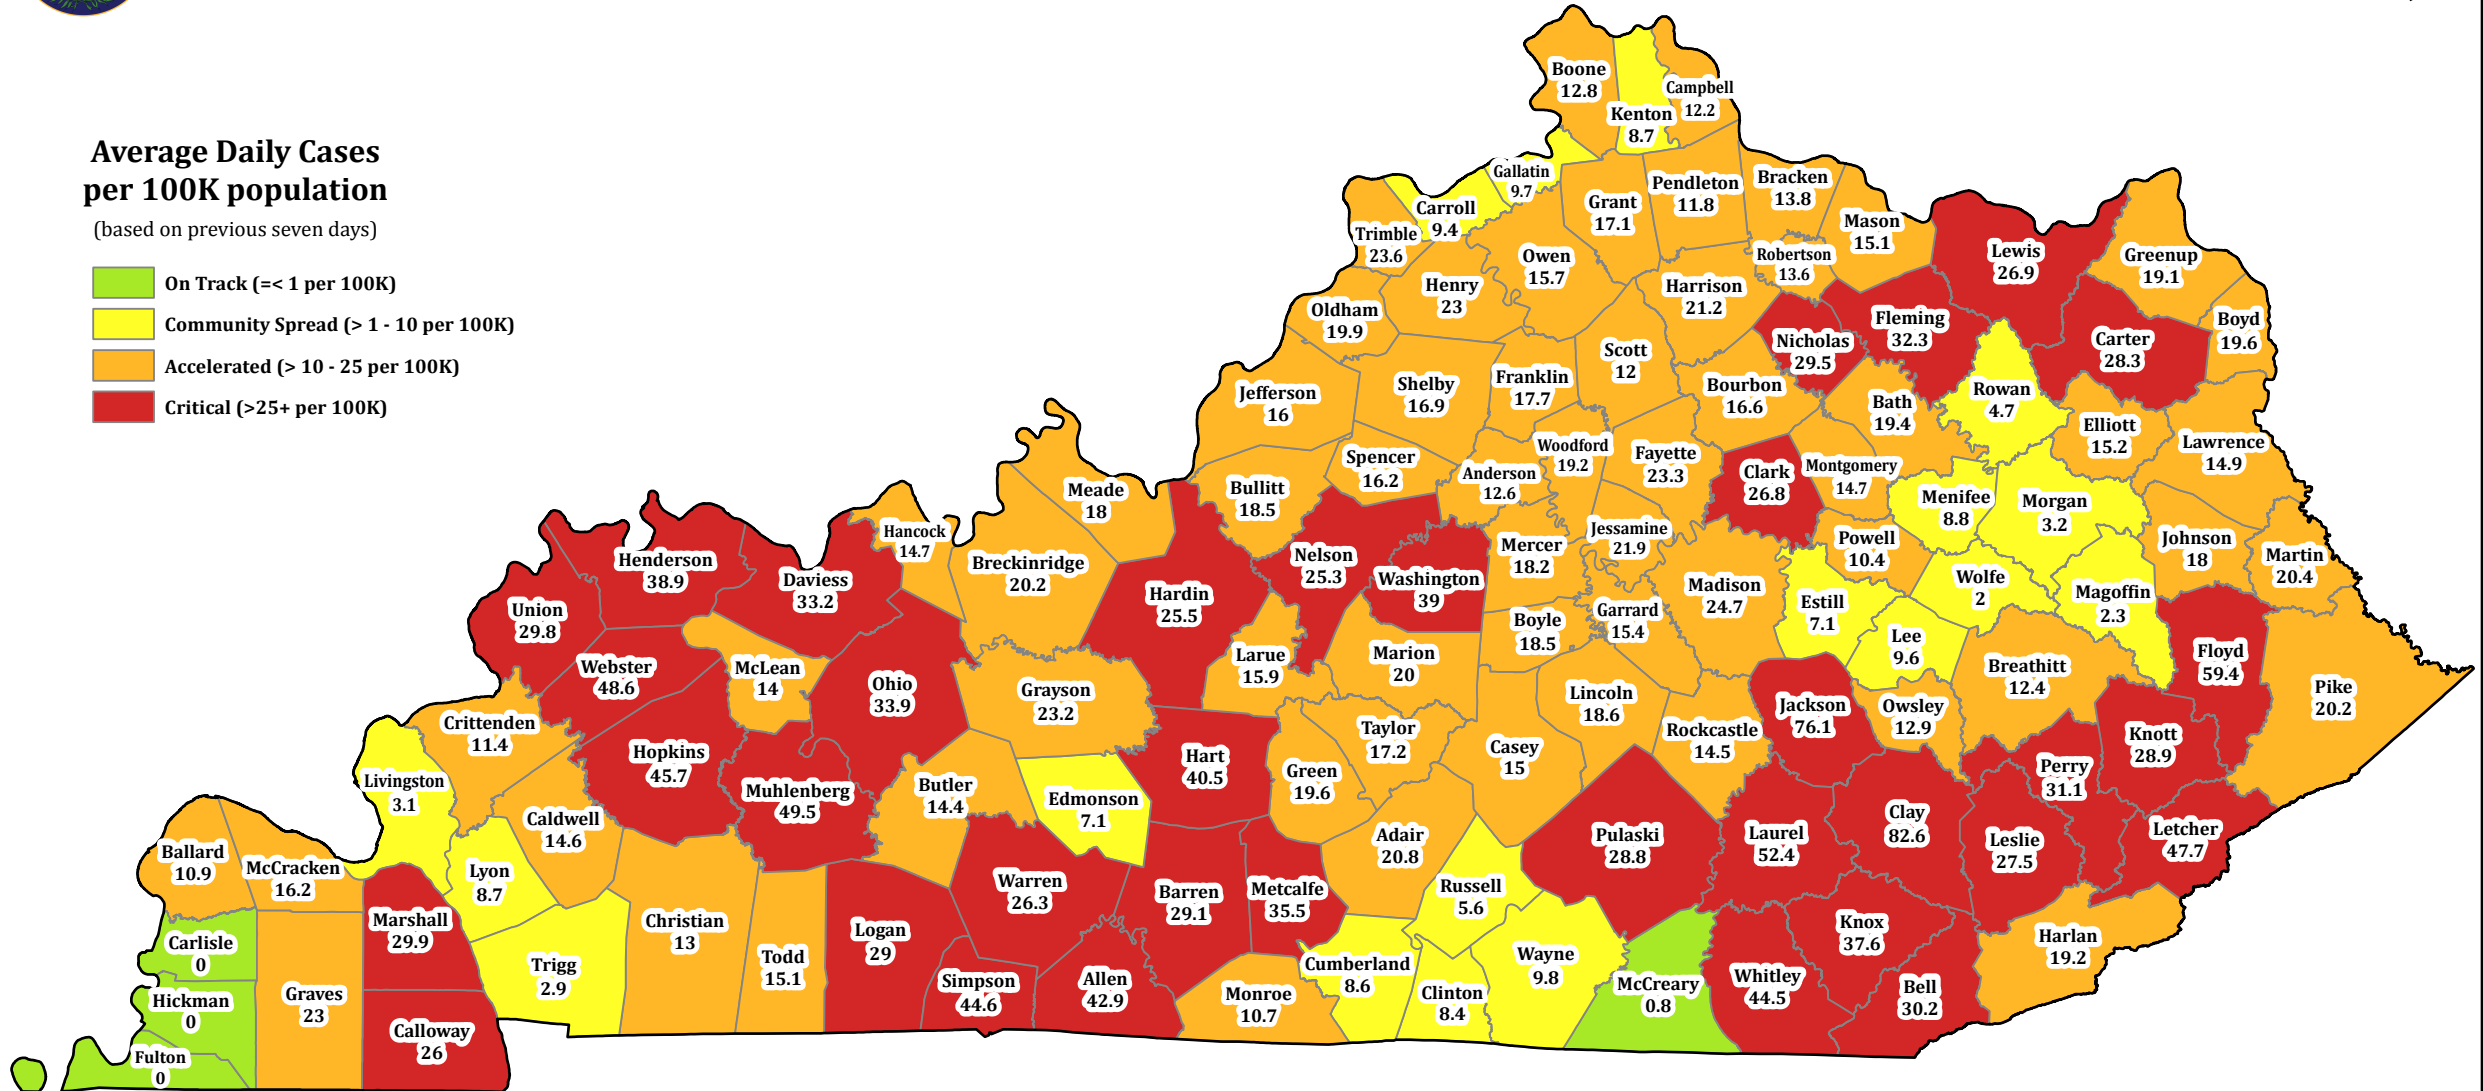 Average Daily Cases
per 100K population
(based on previous seven days)
On Track (=< 1 per 100K)
Community Spread (> 1 - 10 per 100K)
Accelerated (> 10 - 25 per 100K)
Critical (>25+ per 100K)
Boone
12.8
Kenton
8.7
Campbell
12.2
Gallatin
9.7
Carroll
9.4
Trimble
23.6
Grant
17.1
Pendleton
11.8
Bracken
13.8
Mason
15.1
Robertson
13.6
Lewis
26.9
Greenup
19.1
Owen
15.7
Henry
23
Oldham
19.9
Harrison
21.2
Nicholas
29.5
Fleming
32.3
Carter
28.3
Boyd
19.6
Jefferson
16
Shelby
16.9
Franklin
17.7
Scott
12
Bourbon
16.6
Bath
19.4
Rowan
4.7
Elliott
15.2
Lawrence
14.9
Spencer
16.2
Anderson
12.6
Woodford
19.2
Fayette
23.3
Clark
26.8
Montgomery
14.7
Menifee
8.8
Morgan
3.2
Meade
18
Bullitt
18.5
Nelson
25.3
Washington
39
Mercer
18.2
Jessamine
21.9
Madison
24.7
Powell
10.4
Wolfe
2
Magoffin
2.3
Johnson
18
Martin
20.4
Hancock
14.7
Breckinridge
20.2
Hardin
25.5
Henderson
38.9
Daviess
33.2
Union
29.8
Webster
48.6
McLean
14
Ohio
33.9
Grayson
23.2
Larue
15.9
Marion
20
Boyle
18.5
Garrard
15.4
Estill
7.1
Lee
9.6
Breathitt
12.4
Floyd
59.4
Pike
20.2
Crittenden
11.4
Hopkins
45.7
Muhlenberg
49.5
Butler
14.4
Edmonson
7.1
Hart
40.5
Green
19.6
Taylor
17.2
Casey
15
Lincoln
18.6
Rockcastle
14.5
Jackson
76.1
Owsley
12.9
Perry
31.1
Knott
28.9
Livingston
3.1
Caldwell
14.6
Lyon
8.7
Ballard
10.9
McCracken
16.2
Marshall
29.9
Carlisle
0
Hickman
0
Fulton
0
Graves
23
Calloway
26
Trigg
2.9
Christian
13
Todd
15.1
Logan
29
Simpson
44.6
Warren
26.3
Allen
42.9
Barren
29.1
Metcalfe
35.5
Monroe
10.7
Adair
20.8
Russell
5.6
Cumberland
8.6
Clinton
8.4
Wayne
9.8
Pulaski
28.8
McCreary
0.8
Laurel
52.4
Clay
82.6
Leslie
27.5
Letcher
47.7
Whitley
44.5
Knox
37.6
Bell
30.2
Harlan
19.2